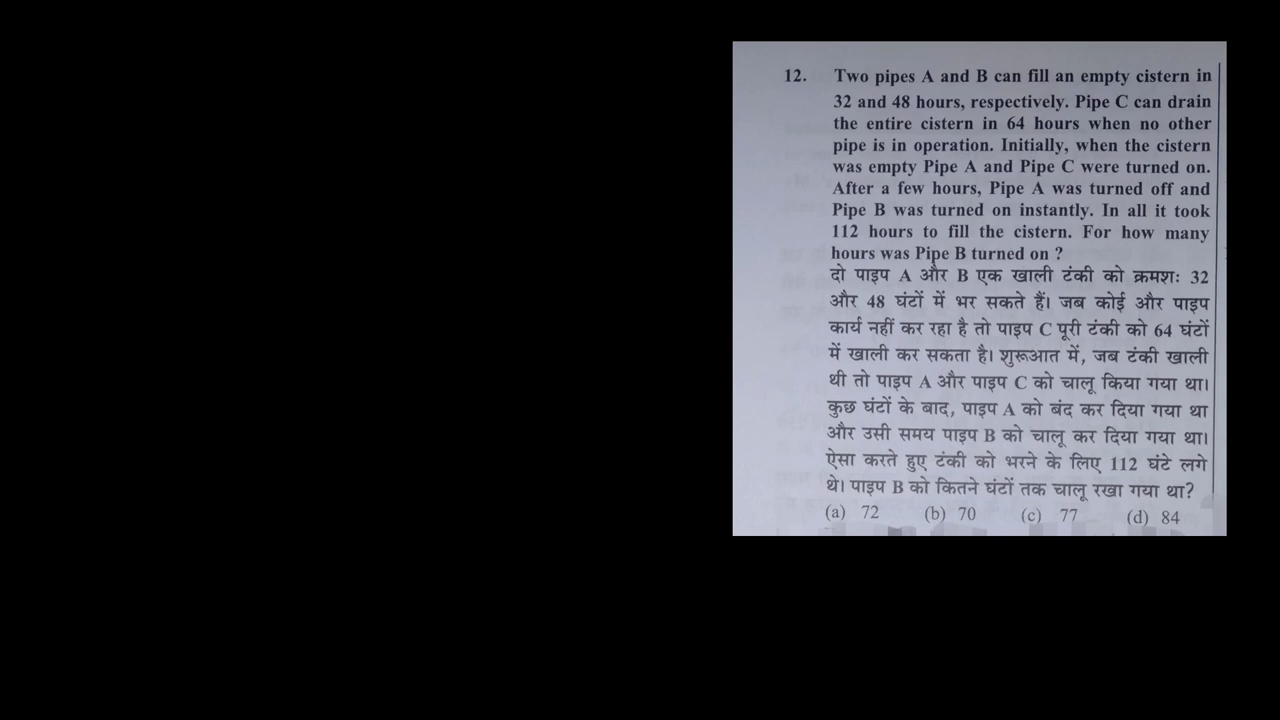 12. Two pipes A and B can fill an empty cistern in
32 and 48 hours, respectively. Pipe C can drain
the entire cistern in 64 hours when no other
pipe is in operation. Initially, when the cistern
was empty Pipe A and Pipe C were turned on.
After a few hours, Pipe A was turned off and
Pipe B was turned on instantly. In all it took
112 hours to fill the cistern. For how many
hours was Pipe B turned on ?
दो पाइप A और B एक खाली टंकी को क्रमशः 32
और 48 घंटों में भर सकते हैं। जब कोई और पाइप
कार्य नहीं कर रहा है तो पाइप C पूरी टंकी को 64 घंटों
में खाली कर सकता है। शुरूआत में, जब टंकी खाली
थी तो पाइप A और पाइप C को चालू किया गया था।
कुछ घंटों के बाद, पाइप A को बंद कर दिया गया था
और उसी समय पाइप B को चालू कर दिया गया था।
ऐसा करते हुए टंकी को भरने के लिए 112 घंटे लगे
थे। पाइप B को कितने घंटों तक चालू रखा गया था?
(a) 72 (b) 70 (c) 77 (d) 84